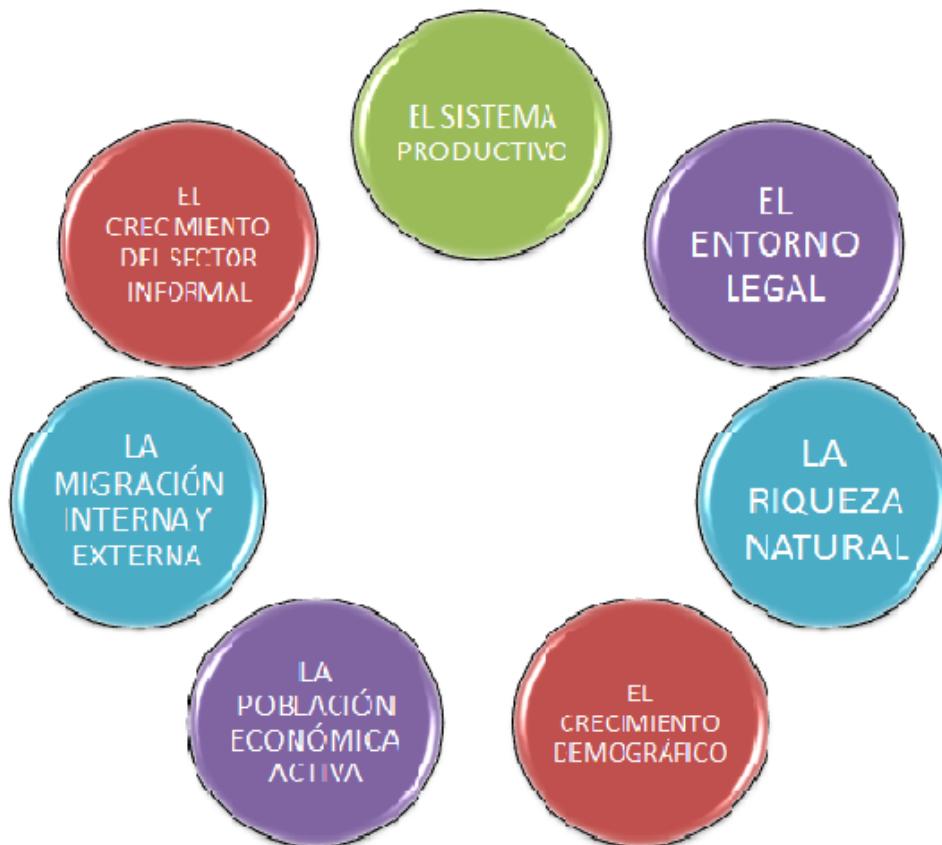 EL SISTEMA
PRODUCTIVO
EL
ENTORNO
LEGAL
LA
RIQUEZA
NATURAL
EL
CRECIMIENTO
DEMOGRÁFICO
LA
POBLACIÓN
ECONÓMICA
ACTIVA
LA
MIGRACIÓN
INTERNA Y
EXTERNA
EL
CRECIMIENTO
DEL SECTOR
INFORMAL